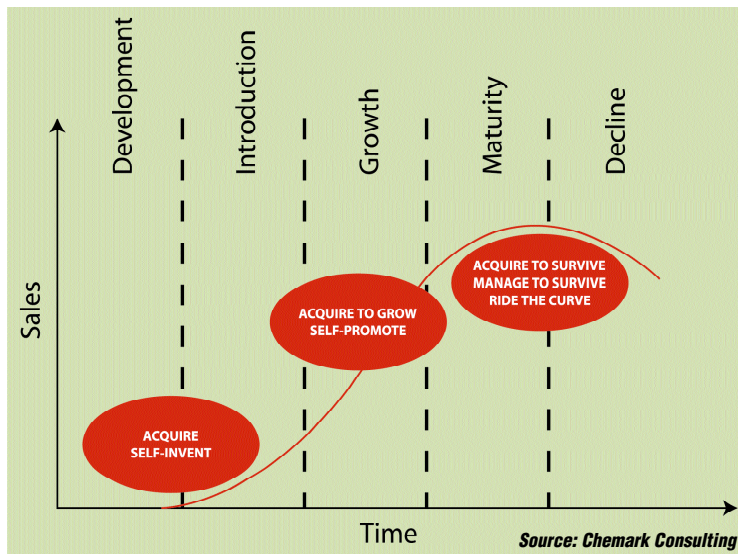 Development
Introduction
Growth
Maturity
Decline
Sales
ACQUIRE TO SURVIVE
MANAGE TO SURVIVE
RIDE THE CURVE
ACQUIRE TO GROW
SELF-PROMOTE
ACQUIRE
SELF-INVENT
Time
Source: Chemark Consulting